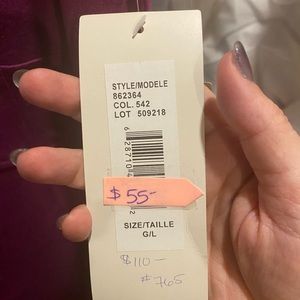 STYLE/MODELE
862364
COL. 542
LOT 509218
$ 55-
SIZE/TAILLE
G/L
$110-
# 765